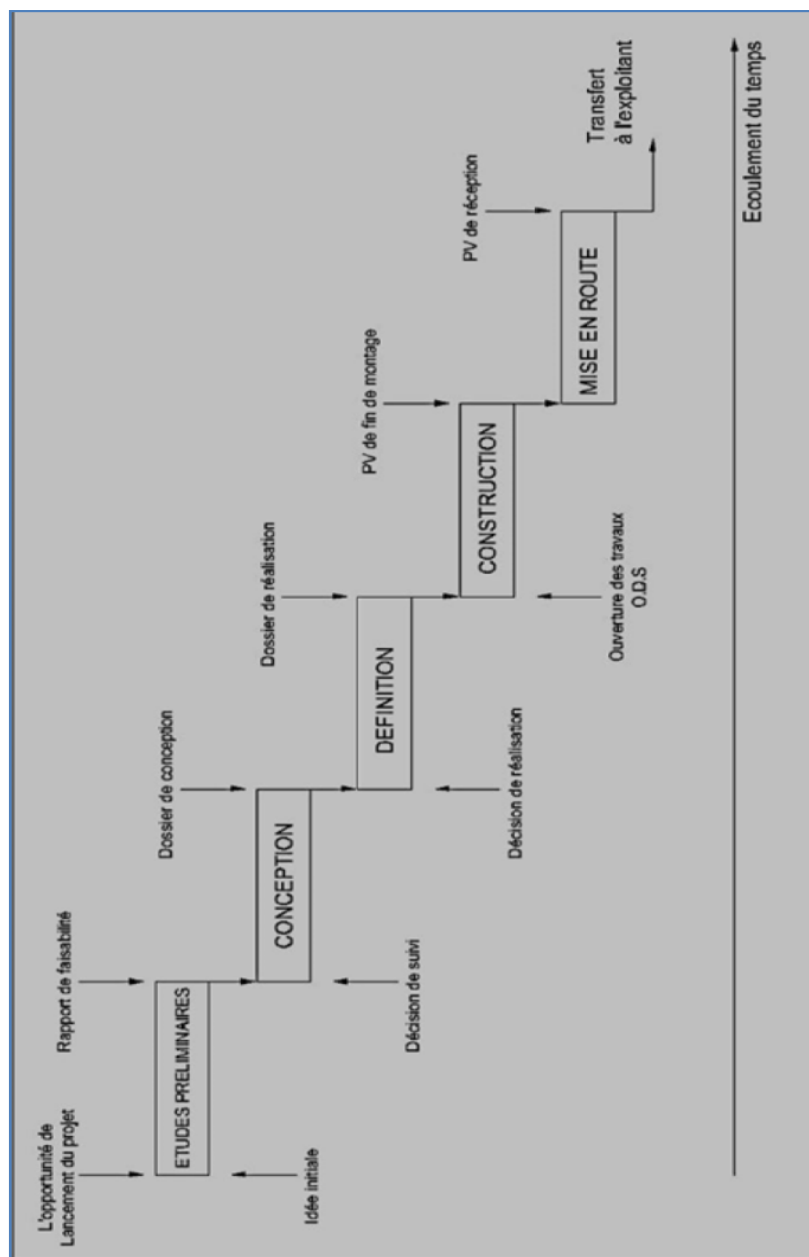 L'opportunité de
Lancement du projet
Rapport de faisabilité
ETUDES PRELIMINAIRES
Idée initiale
Dossier de conception
CONCEPTION
Décision de suivi
Dossier de réalisation
DEFINITION
Décision de réalisation
PV de fin de montage
CONSTRUCTION
Ouverture des travaux
O.D.S
PV de réception
MISE EN ROUTE
Transfert
à l'exploitant
Ecoulement du temps